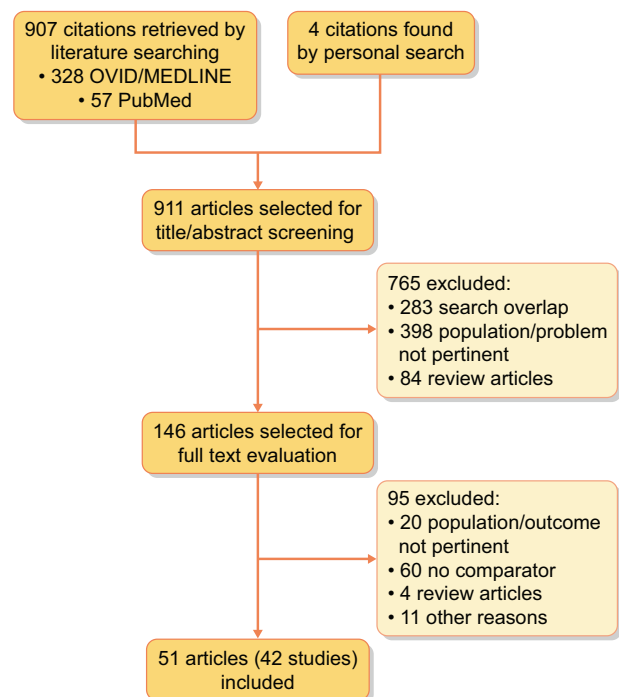 907 citations retrieved by
literature searching
• 328 OVID/MEDLINE
• 57 PubMed
4 citations found
by personal search
911 articles selected for
title/abstract screening
765 excluded:
• 283 search overlap
• 398 population/problem
not pertinent
• 84 review articles
146 articles selected for
full text evaluation
95 excluded:
• 20 population/outcome
not pertinent
• 60 no comparator
• 4 review articles
• 11 other reasons
51 articles (42 studies)
included